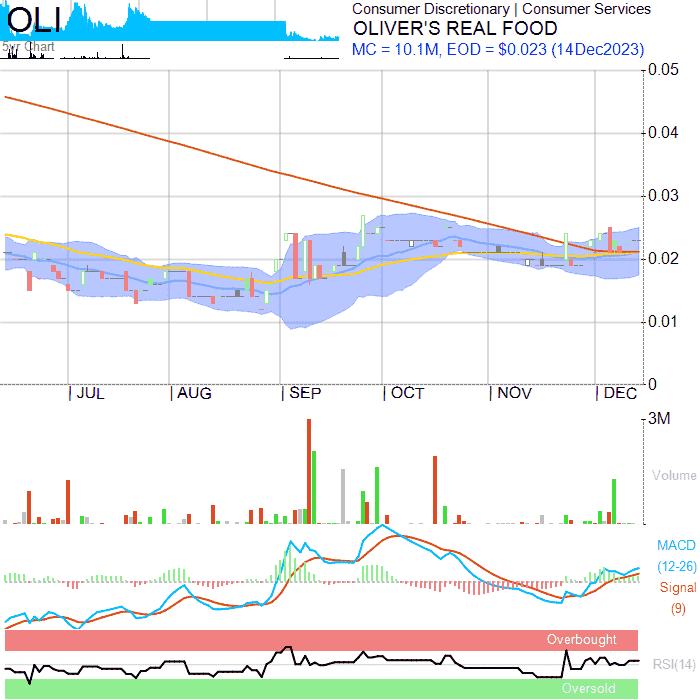 OLI
5yr Chart
Consumer Discretionary | Consumer Services
OLIVER'S REAL FOOD
MC = 10.1M, EOD = $0.023 (14Dec2023)
0.05
0.04
0.03
0.02
0.01
0
JUL AUG SEP OCT NOV DEC
3M
Volume
MACD
(12-26)
Signal
(9)
Overbought
RSI(14)
Oversold